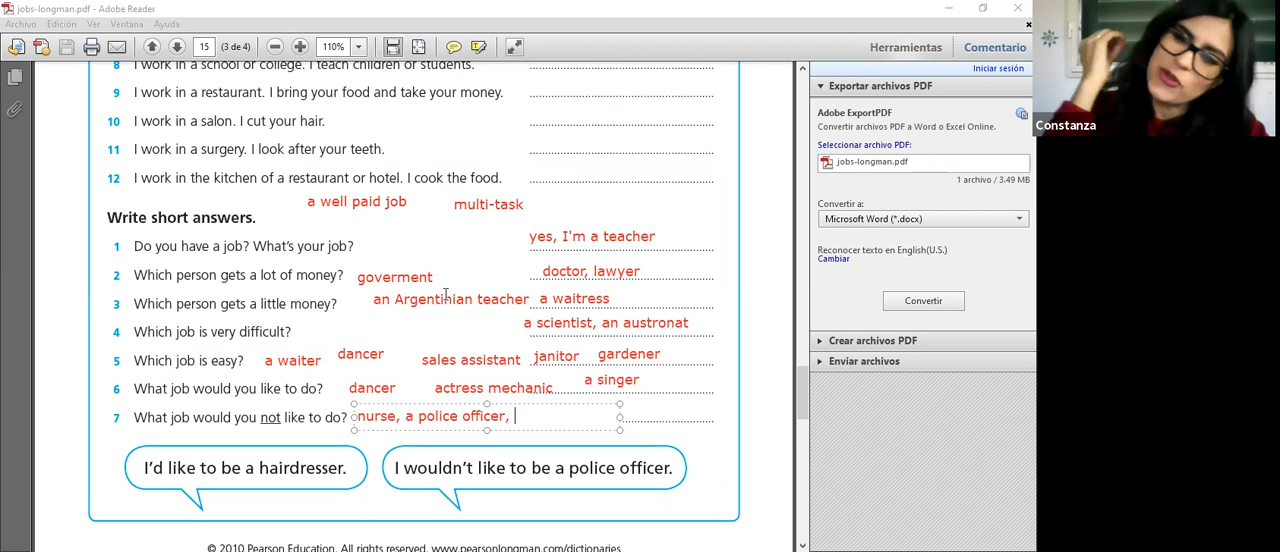 jobs-longman.pdf - Adobe Reader
Archivo Edición Ver Ventana Ayuda
15 (3 de 4) 110% Herramientas Comentario
8 I work in a school or college. I teach children or students.
9 I work in a restaurant. I bring your food and take your money.
10 I work in a salon. I cut your hair.
11 I work in a surgery. I look after your teeth.
12 I work in the kitchen of a restaurant or hotel. I cook the food.
a well paid job multi-task
Write short answers.
1 Do you have a job? What's your job? yes, I'm a teacher
2 Which person gets a lot of money? goverment doctor, lawyer
3 Which person gets a little money? an Argentinian teacher a waitress
4 Which job is very difficult? a scientist, an austronat
5 Which job is easy? a waiter dancer sales assistant janitor gardener
6 What job would you like to do? dancer actress mechanic a singer
7 What job would you not like to do? nurse, a police officer,
I'd like to be a hairdresser. I wouldn't like to be a police officer.
© 2010 Pearson Education. All rights reserved. www.pearsonlongman.com/dictionaries
Iniciar sesión
Exportar archivos PDF
Adobe ExportPDF
Convertir archivos PDF a Word o Excel Online.
Seleccionar archivo PDF:
jobs-longman.pdf
1 archivo / 3.49 MB
Convertir a:
Microsoft Word (*.docx)
Reconocer texto en English(U.S.)
Cambiar
Convertir
Crear archivos PDF
Enviar archivos
Constanza